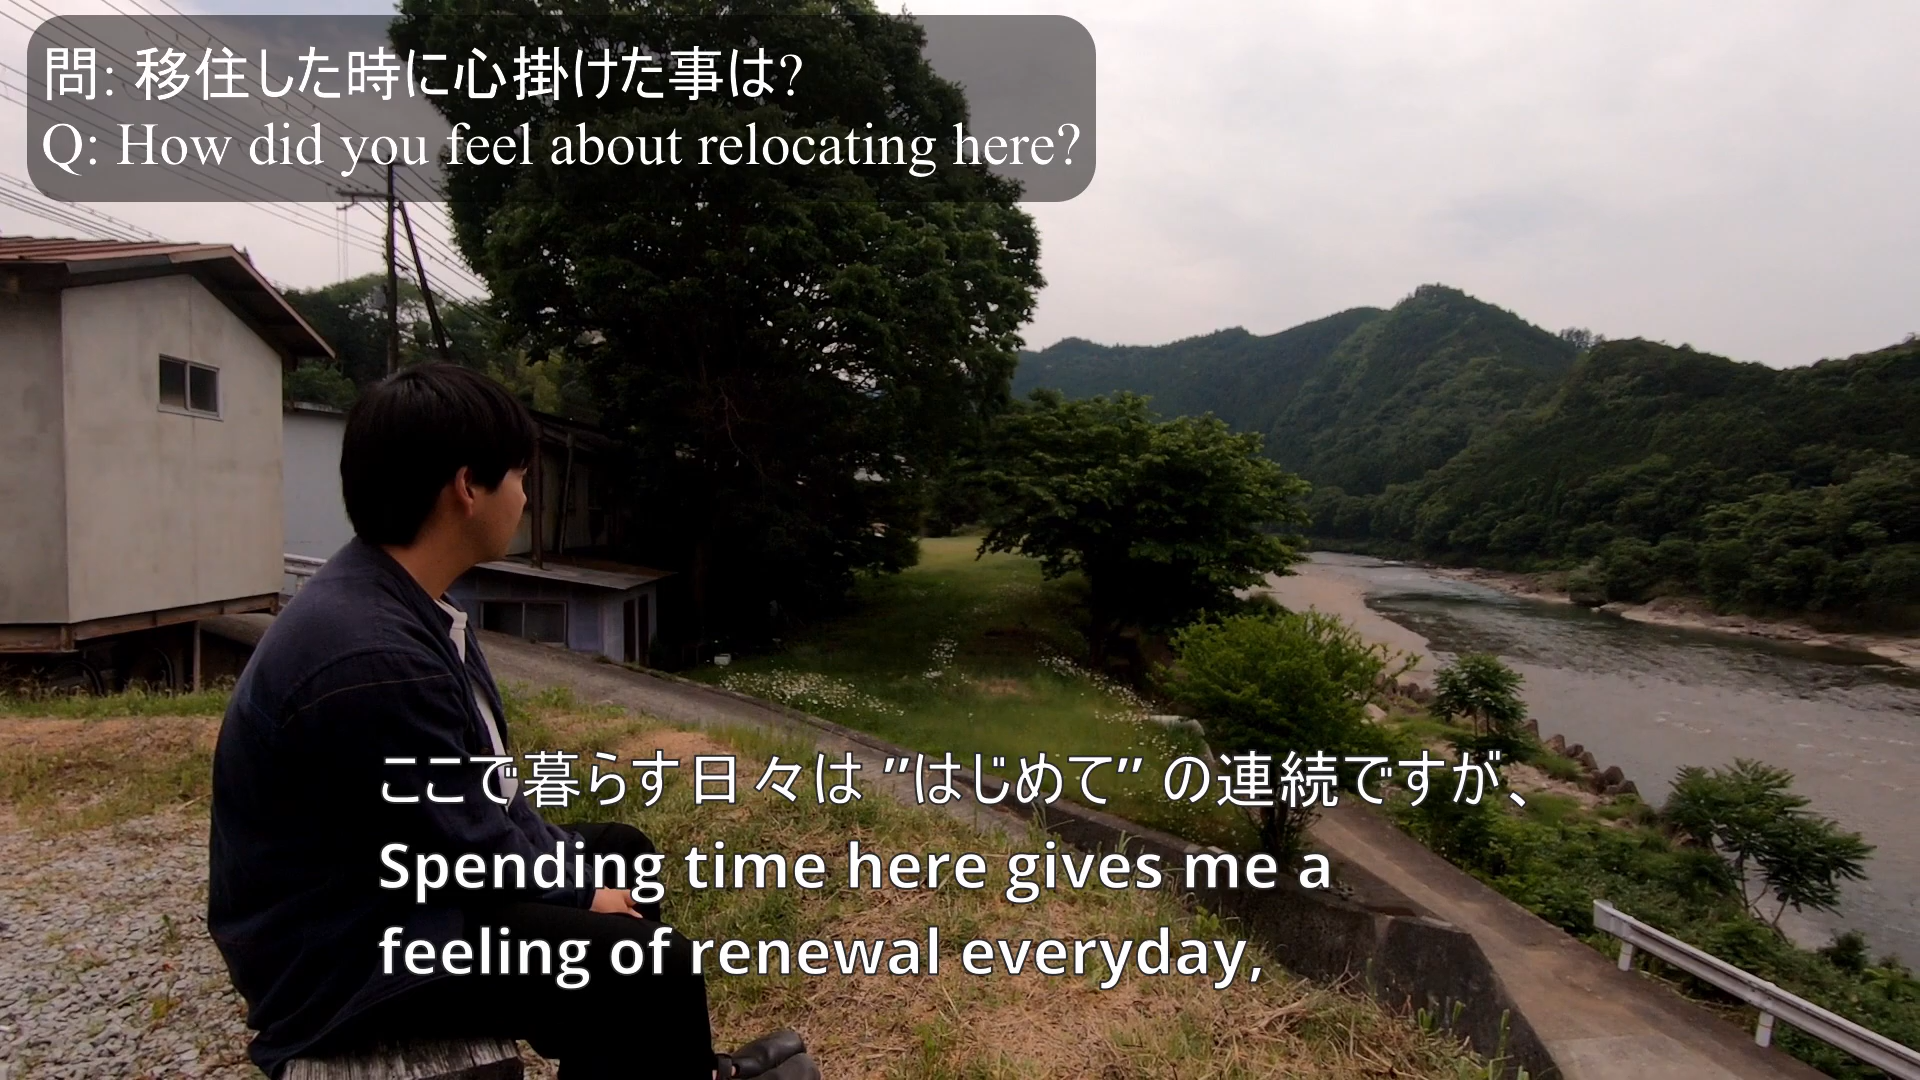 問: 移住した時に心掛けた事は?
Q: How did you feel about relocating here?
ここで暮らす日々は ”はじめて” の連続ですが、
Spending time here gives me a
feeling of renewal everyday,